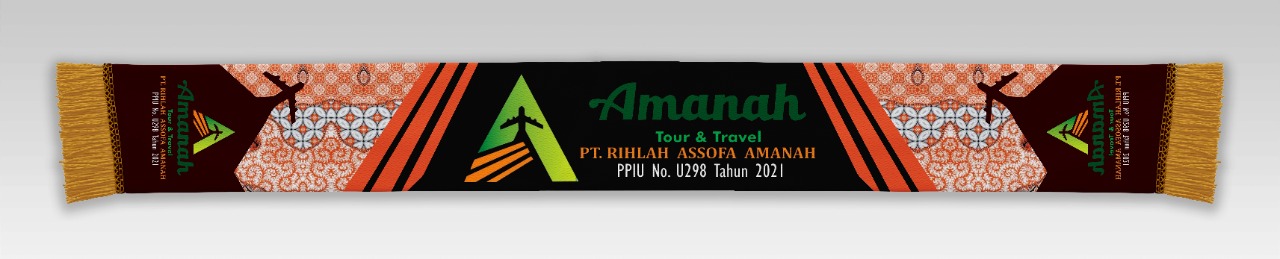 Amanah
Tour & Travel
PT. RIHLAH ASSOFA AMANAH
PPIU No. U298 Tahun 2021
Amanah
Tour & Travel
PT. RIHLAH ASSOFA AMANAH
PPIU No. U298 Tahun 2021
Amanah
Tour & Travel
PT. RIHLAH ASSOFA AMANAH
PPIU No. U298 Tahun 2021